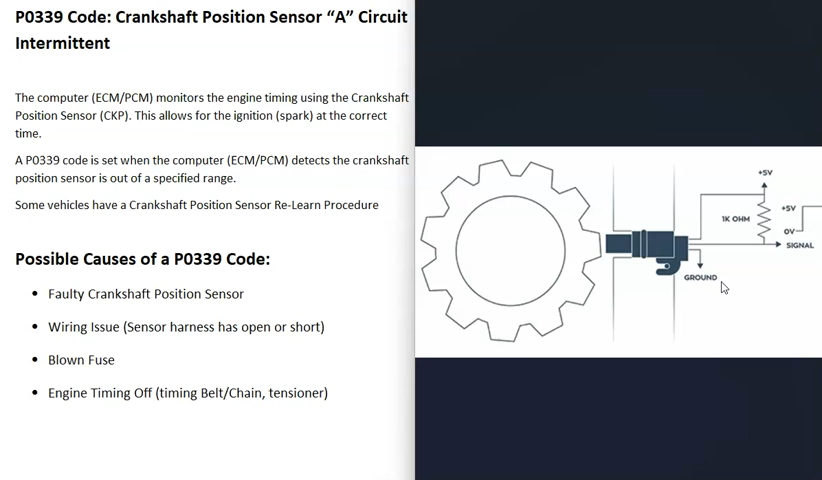 P0339 Code: Crankshaft Position Sensor “A” Circuit
Intermittent
The computer (ECM/PCM) monitors the engine timing using the Crankshaft
Position Sensor (CKP). This allows for the ignition (spark) at the correct
time.
A P0339 code is set when the computer (ECM/PCM) detects the crankshaft
position sensor is out of a specified range.
Some vehicles have a Crankshaft Position Sensor Re-Learn Procedure
Possible Causes of a P0339 Code:
• Faulty Crankshaft Position Sensor
• Wiring Issue (Sensor harness has open or short)
• Blown Fuse
• Engine Timing Off (timing Belt/Chain, tensioner)
+5V
1K OHM
+5V
0V
SIGNAL
GROUND